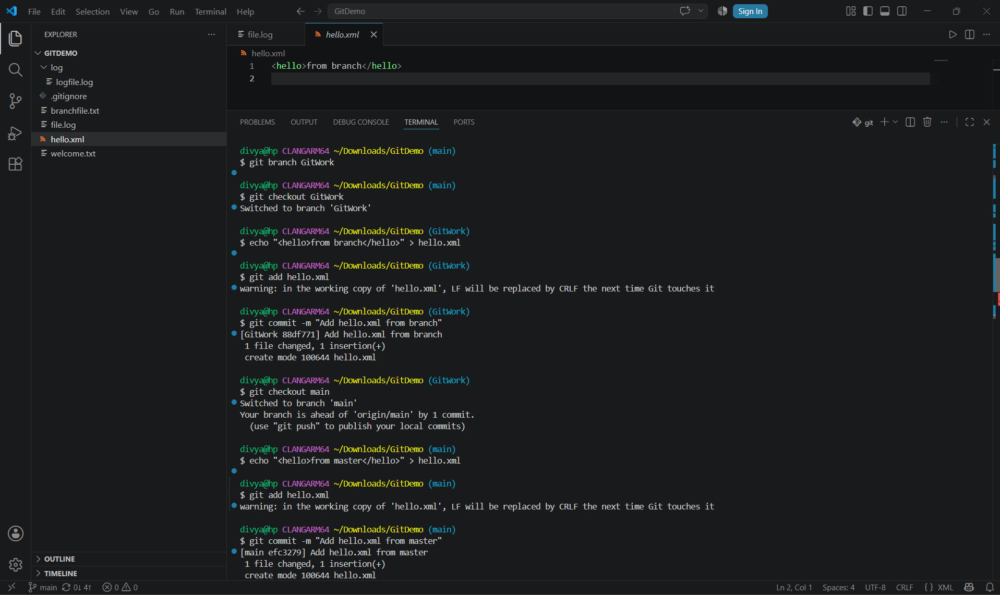 File Edit Selection View Go Run Terminal Help
GitDemo
Sign In
EXPLORER
GITDEMO
log
logfile.log
.gitignore
branchfile.txt
file.log
hello.xml
welcome.txt
OUTLINE
TIMELINE
file.log
hello.xml
hello.xml
1 <hello>from branch</hello>
2
PROBLEMS OUTPUT DEBUG CONSOLE TERMINAL PORTS
git
divya@hp CLANGARM64 ~/Downloads/GitDemo (main)
$ git branch GitWork
divya@hp CLANGARM64 ~/Downloads/GitDemo (main)
$ git checkout GitWork
Switched to branch 'GitWork'
divya@hp CLANGARM64 ~/Downloads/GitDemo (GitWork)
$ echo "<hello>from branch</hello>" > hello.xml
divya@hp CLANGARM64 ~/Downloads/GitDemo (GitWork)
$ git add hello.xml
warning: in the working copy of 'hello.xml', LF will be replaced by CRLF the next time Git touches it
divya@hp CLANGARM64 ~/Downloads/GitDemo (GitWork)
$ git commit -m "Add hello.xml from branch"
[GitWork 88df771] Add hello.xml from branch
1 file changed, 1 insertion(+)
create mode 100644 hello.xml
divya@hp CLANGARM64 ~/Downloads/GitDemo (GitWork)
$ git checkout main
Switched to branch 'main'
Your branch is ahead of 'origin/main' by 1 commit.
(use "git push" to publish your local commits)
divya@hp CLANGARM64 ~/Downloads/GitDemo (main)
$ echo "<hello>from master</hello>" > hello.xml
divya@hp CLANGARM64 ~/Downloads/GitDemo (main)
$ git add hello.xml
warning: in the working copy of 'hello.xml', LF will be replaced by CRLF the next time Git touches it
divya@hp CLANGARM64 ~/Downloads/GitDemo (main)
$ git commit -m "Add hello.xml from master"
[main efc3279] Add hello.xml from master
1 file changed, 1 insertion(+)
create mode 100644 hello.xml
main 0↓ 4↑ 0 0
Ln 2, Col 1 Spaces: 4 UTF-8 CRLF {} XML